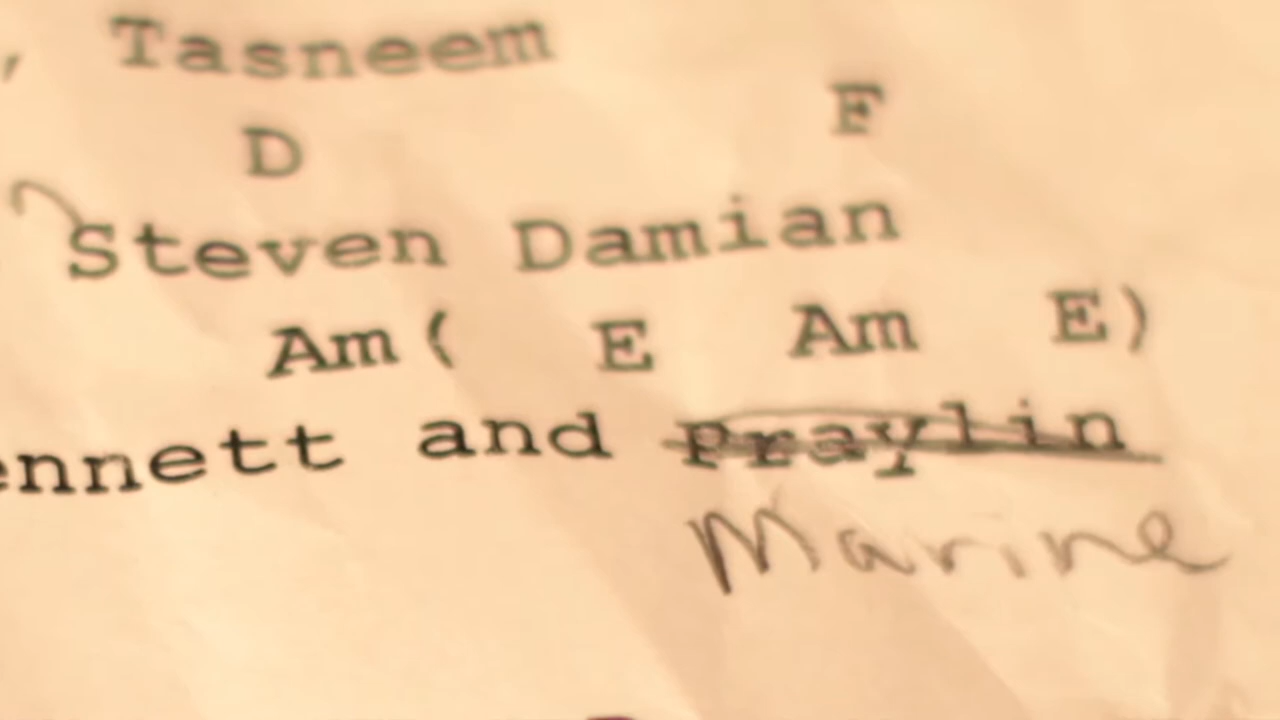 , Tasneem
D F
Steven Damian
Am( E Am E)
ennett and Praylin
Marine